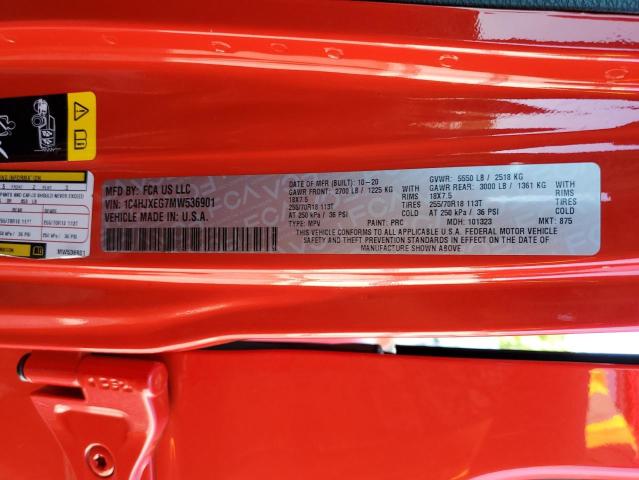 MFD BY: FCA US LLC
VIN: 1C4HJXEG7MW536901
VEHICLE MADE IN: U.S.A.
DATE OF MFR (BUILT): 10-20
GVWR: 5550 LB / 2518 KG
GAWR FRONT: 2700 LB / 1225 KG WITH
GAWR REAR: 3000 LB / 1361 KG WITH
18X7.5 RIMS
18X7.5 RIMS
255/70R18 113T TIRES
255/70R18 113T TIRES
AT 250 kPa / 36 PSI
AT 250 kPa / 36 PSI
TYPE: MPV PAINT: PRC MDH: 101323 MKT: 875
THIS VEHICLE CONFORMS TO ALL APPLICABLE U.S.A. FEDERAL MOTOR VEHICLE
SAFETY AND THEFT PREVENTION STANDARDS IN EFFECT ON THE DATE OF
MANUFACTURE SHOWN ABOVE
MW536901